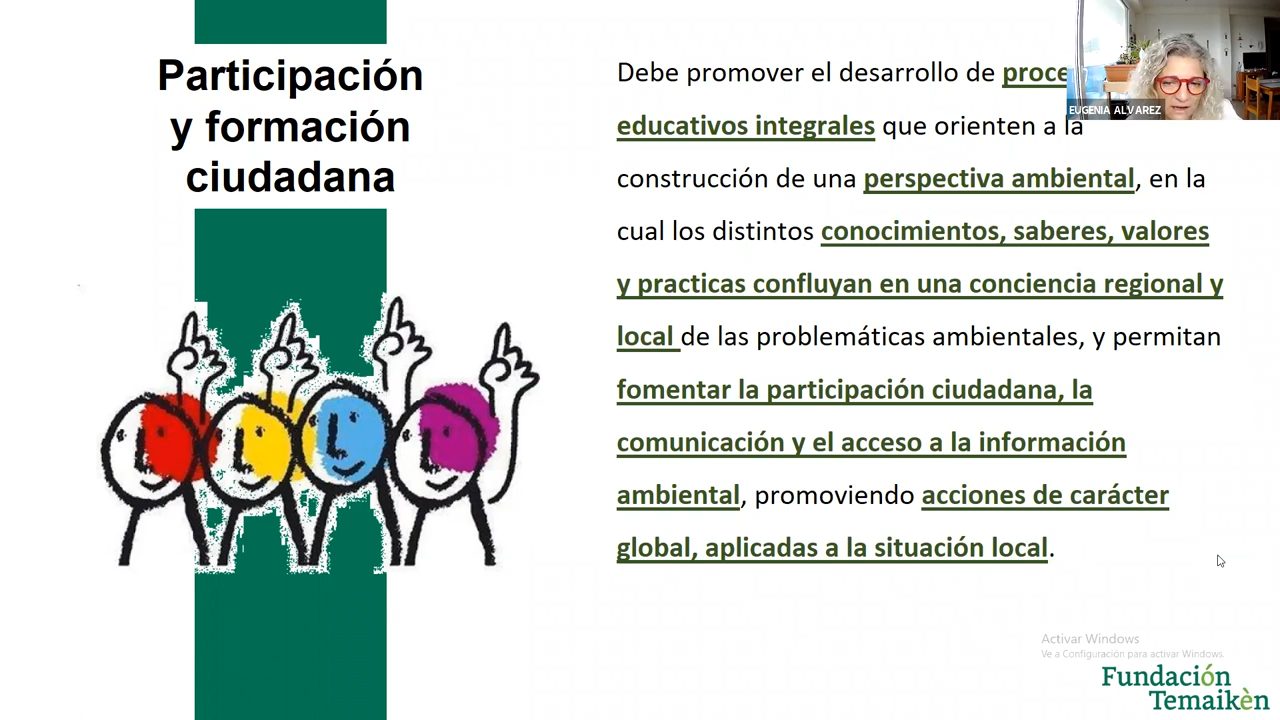 Participación
y formación
ciudadana
Debe promover el desarrollo de
educativos integrales que orienten a la
construcción de una perspectiva ambiental, en la
cual los distintos conocimientos, saberes, valores
y practicas confluyan en una conciencia regional y
local de las problemáticas ambientales, y permitan
fomentar la participación ciudadana, la
comunicación y el acceso a la información
ambiental, promoviendo acciones de carácter
global, aplicadas a la situación local.
EUGENIA ALVAREZ
Activar Windows
Ve a Configuración para activar Windows.
Fundación
Temaikèn